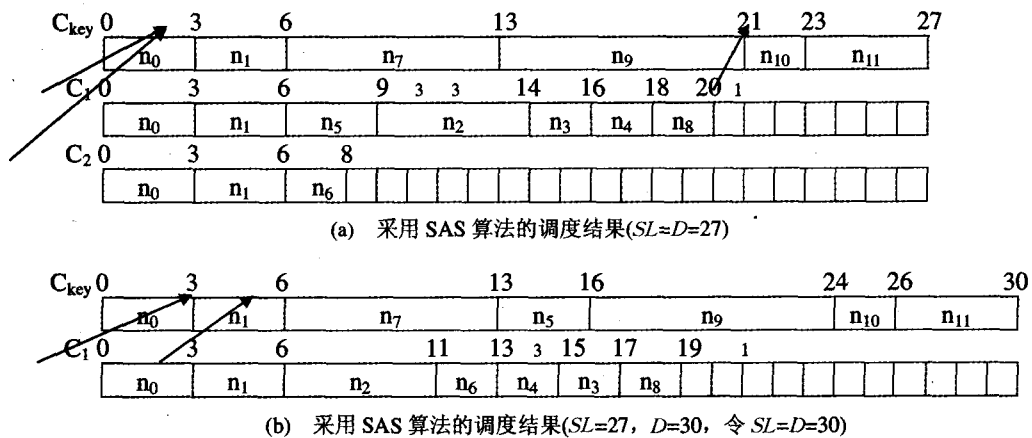 C_key 0 3 6 13 21 23 27
n₀ n₁ n₇ n₉ n₁₀ n₁₁
C₁ 0 3 6 9 3 3 14 16 18 20 1
n₀ n₁ n₅ n₂ n₃ n₄ n₈
C₂ 0 3 6 8
n₀ n₁ n₆
(a) 采用 SAS 算法的调度结果(SL=D=27)
C_key 0 3 6 13 16 24 26 30
n₀ n₁ n₇ n₅ n₉ n₁₀ n₁₁
C₁ 0 3 6 11 13 3 15 17 19 1
n₀ n₁ n₂ n₆ n₄ n₃ n₈
(b) 采用 SAS 算法的调度结果(SL=27，D=30，令 SL=D=30)